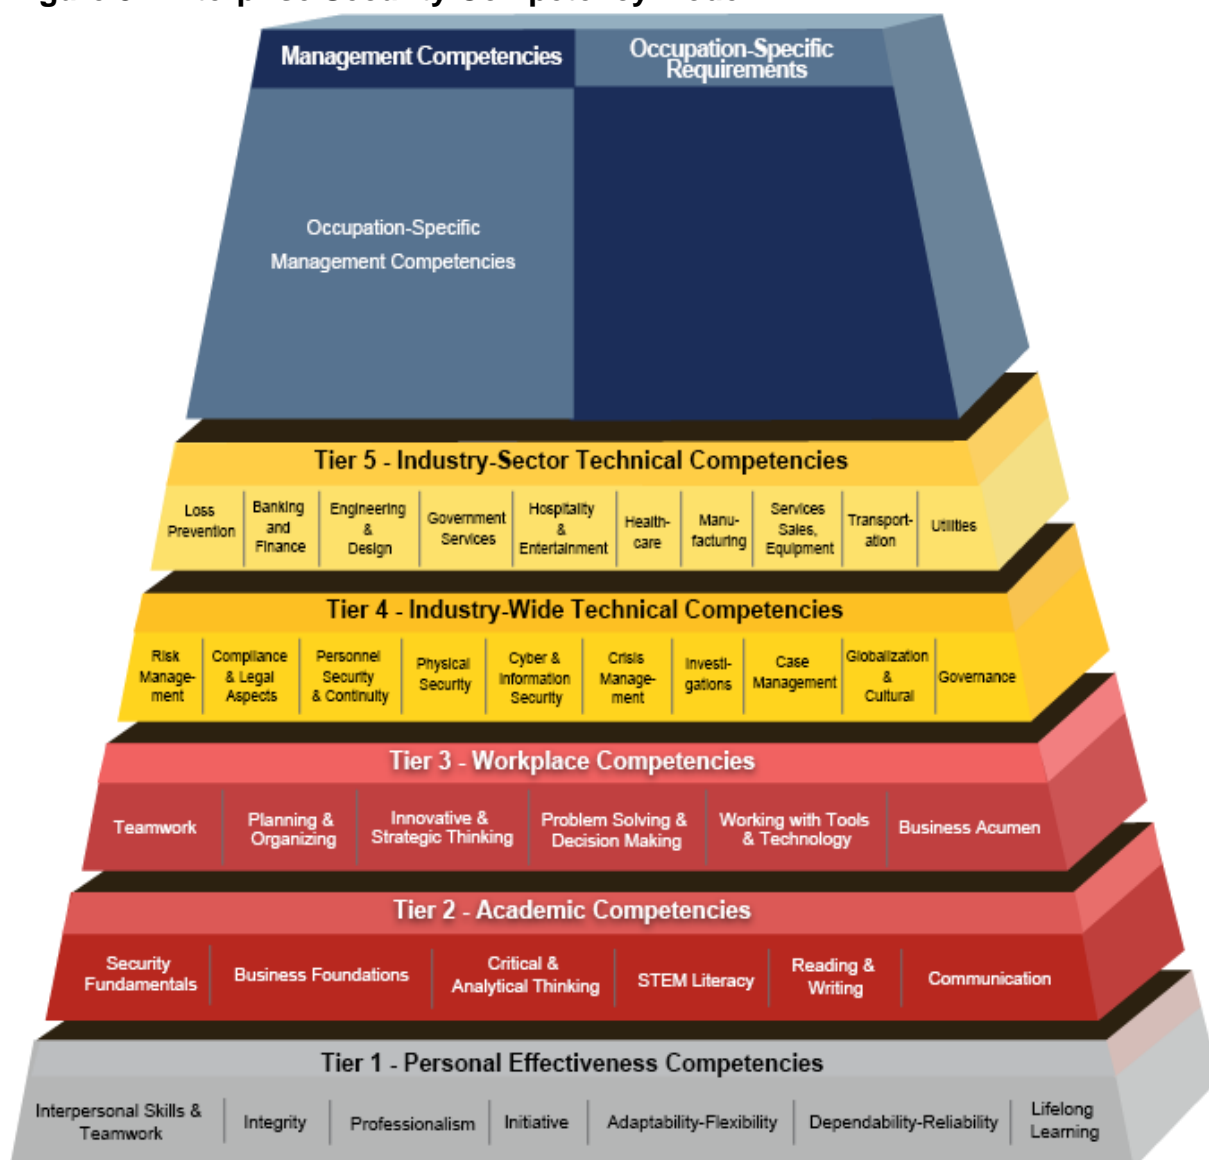 Management Competencies
Occupation-Specific
Requirements
Occupation-Specific
Management Competencies
Tier 5 - Industry-Sector Technical Competencies
Loss
Prevention
Banking
and
Finance
Engineering
&
Design
Government
Services
Hospitality
&
Entertainment
Health-
care
Manu-
facturing
Services
Sales,
Equipment
Transport-
ation
Utilities
Tier 4 - Industry-Wide Technical Competencies
Risk
Manage-
ment
Compliance
& Legal
Aspects
Personnel
Security
& Continuity
Physical
Security
Cyber &
Information
Security
Crisis
Manage-
ment
Investi-
gations
Case
Management
Globalization
&
Cultural
Governance
Tier 3 - Workplace Competencies
Teamwork
Planning &
Organizing
Innovative &
Strategic Thinking
Problem Solving &
Decision Making
Working with Tools
& Technology
Business Acumen
Tier 2 - Academic Competencies
Security
Fundamentals
Business Foundations
Critical &
Analytical Thinking
STEM Literacy
Reading &
Writing
Communication
Tier 1 - Personal Effectiveness Competencies
Interpersonal Skills &
Teamwork
Integrity
Professionalism
Initiative
Adaptability-Flexibility
Dependability-Reliability
Lifelong
Learning